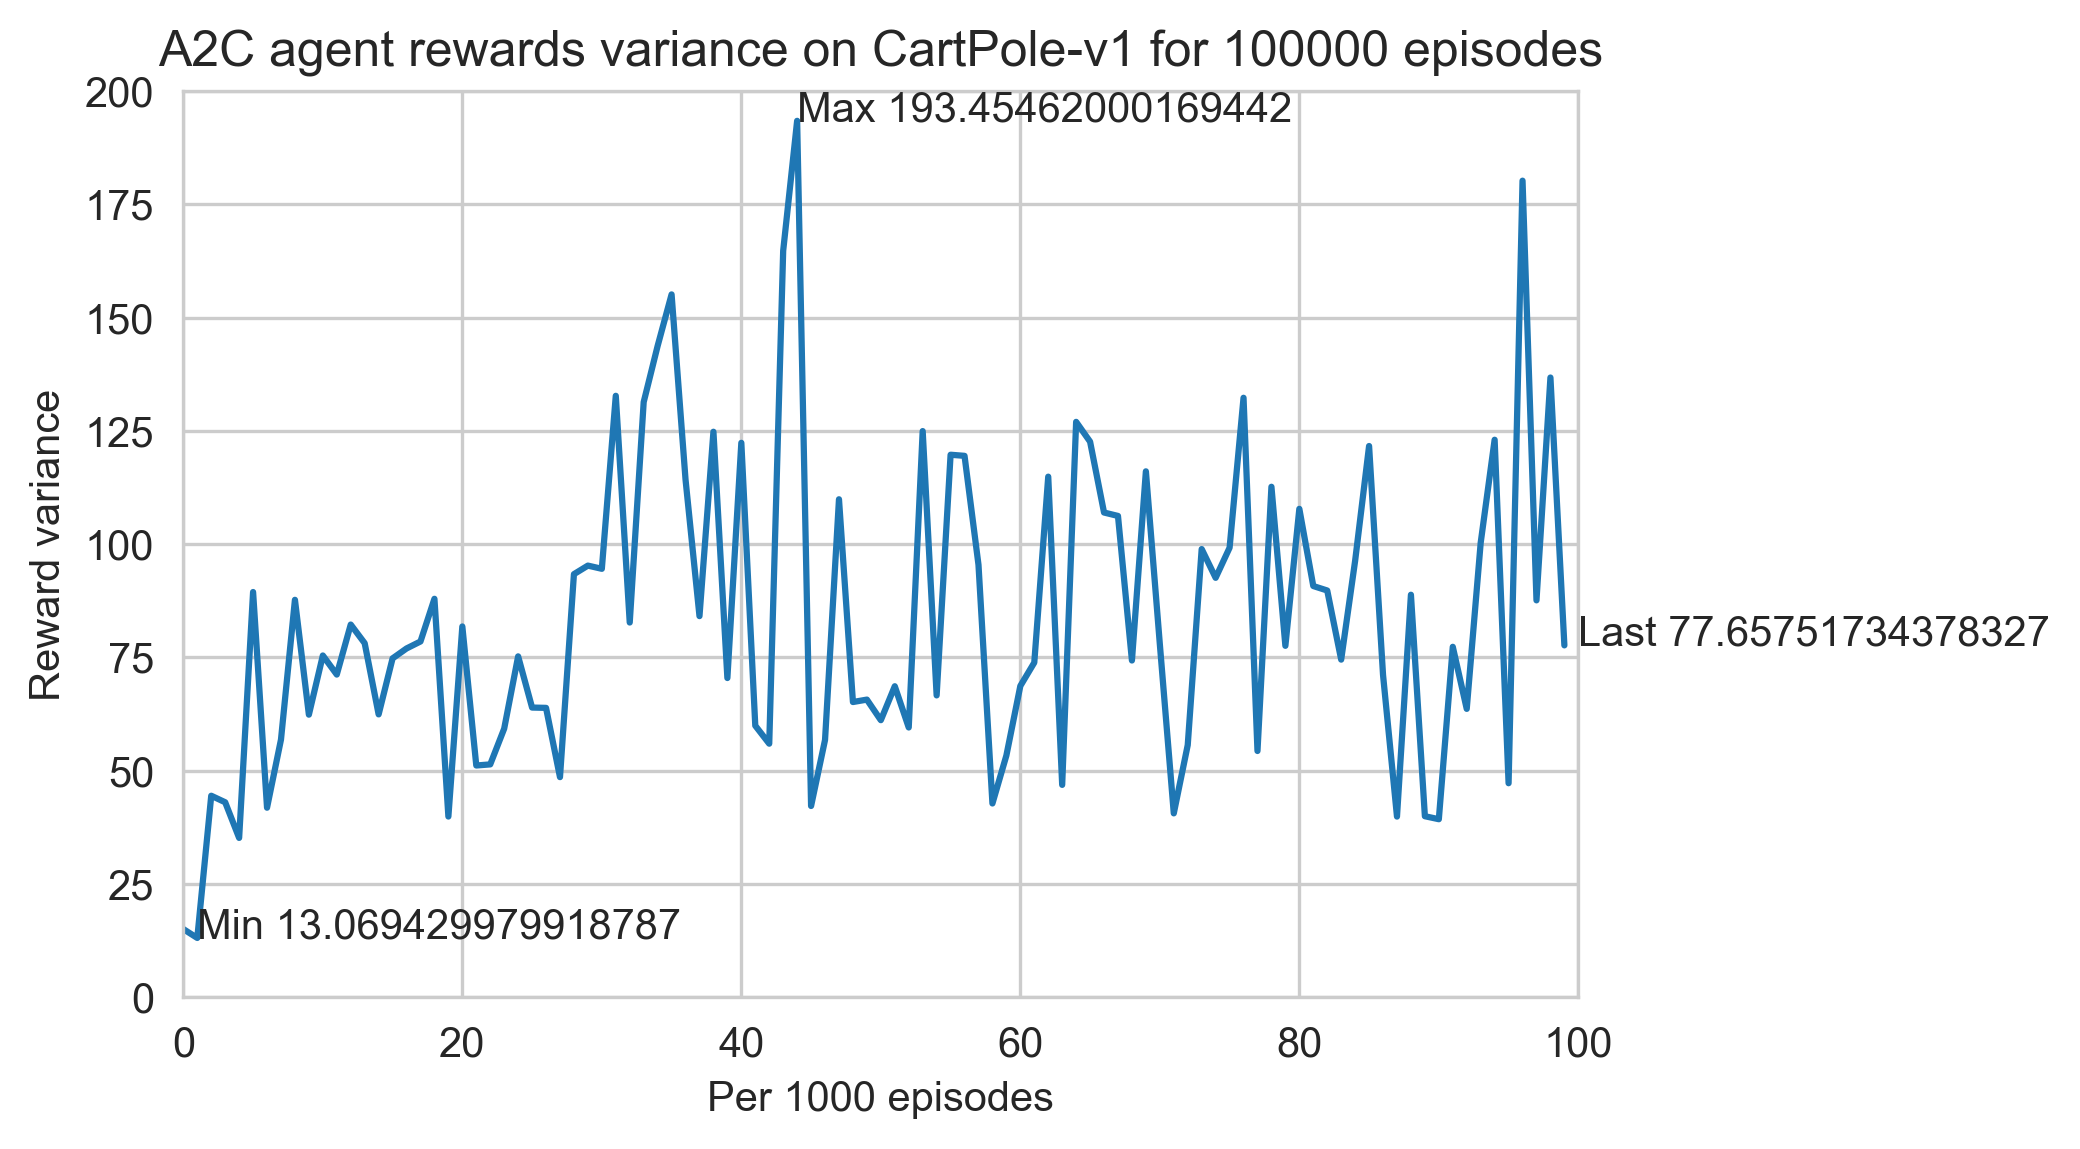 A2C agent rewards variance on CartPole-v1 for 100000 episodes
200
Max 193.45462000169442
175
150
125
100
Reward variance
Last 77.65751734378327
75
50
25
Min 13.069429979918787
0
0 20 40 60 80 100
Per 1000 episodes